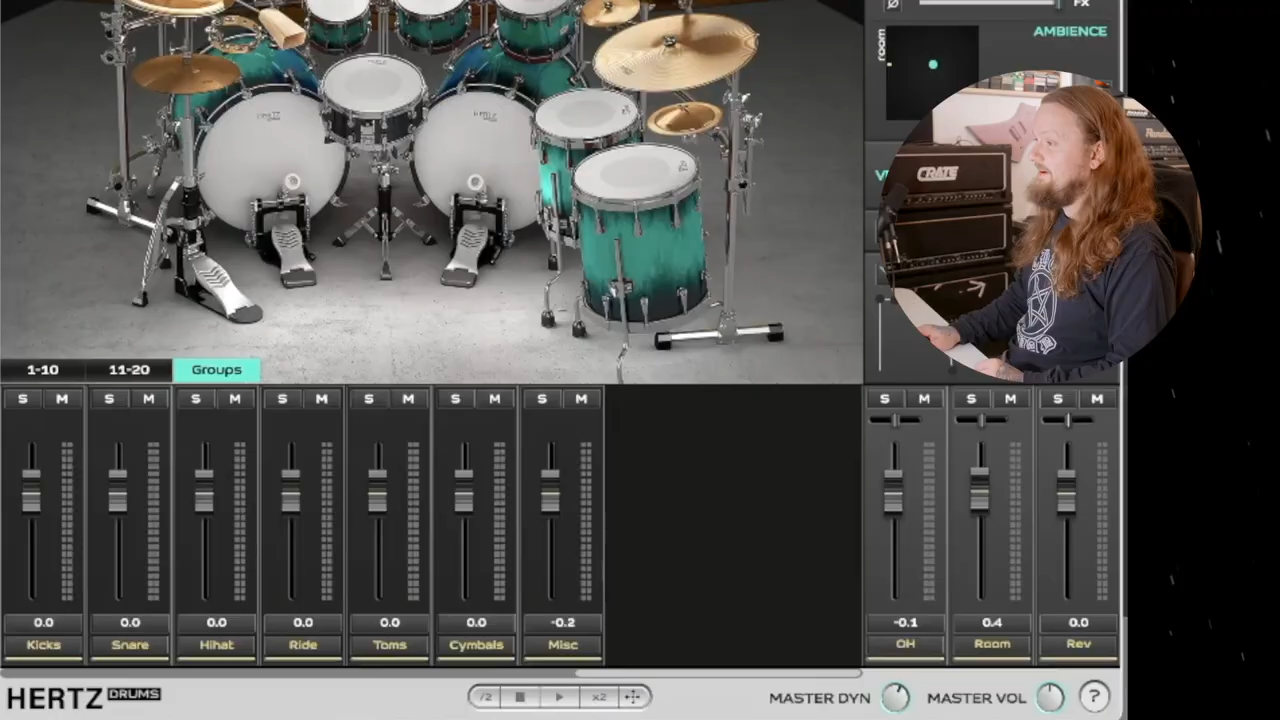 Ø FX
room AMBIENCE
CRATE
1-10 11-20 Groups
S M S M S M S M S M S M S M S M S M S M
0.0 0.0 0.0 0.0 0.0 0.0 -0.2 -0.1 0.4 0.0
Kicks Snare Hihat Ride Toms Cymbals Misc OH Room Rev
HERTZ DRUMS /2 x2 MASTER DYN MASTER VOL ?